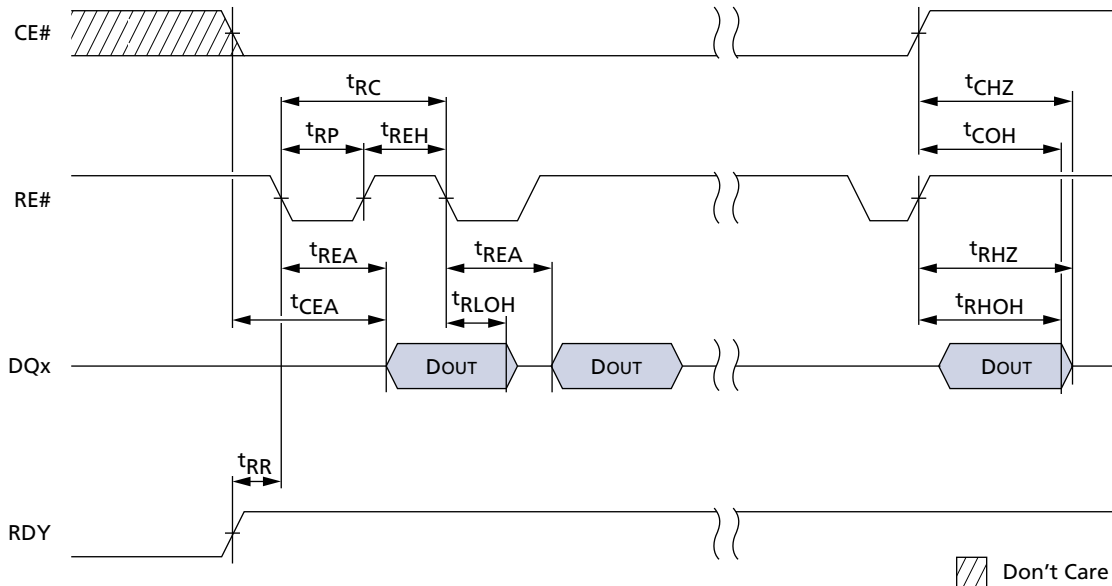 CE#
tRC
tCHZ
tRP
tREH
tCOH
RE#
tREA
tREA
tRHZ
tCEA
tRLOH
tRHOH
DQx
DOUT
DOUT
DOUT
tRR
RDY
Don't Care